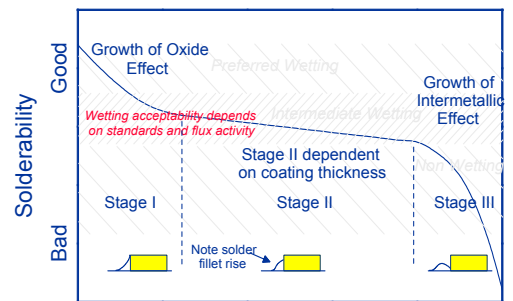 Good
Solderability
Bad
Growth of Oxide
Effect
Preferred Wetting
Growth of
Intermetallic
Effect
Wetting acceptability depends
on standards and flux activity
Intermediate Wetting
Stage II dependent
on coating thickness
Non Wetting
Stage I
Stage II
Stage III
Note solder
fillet rise